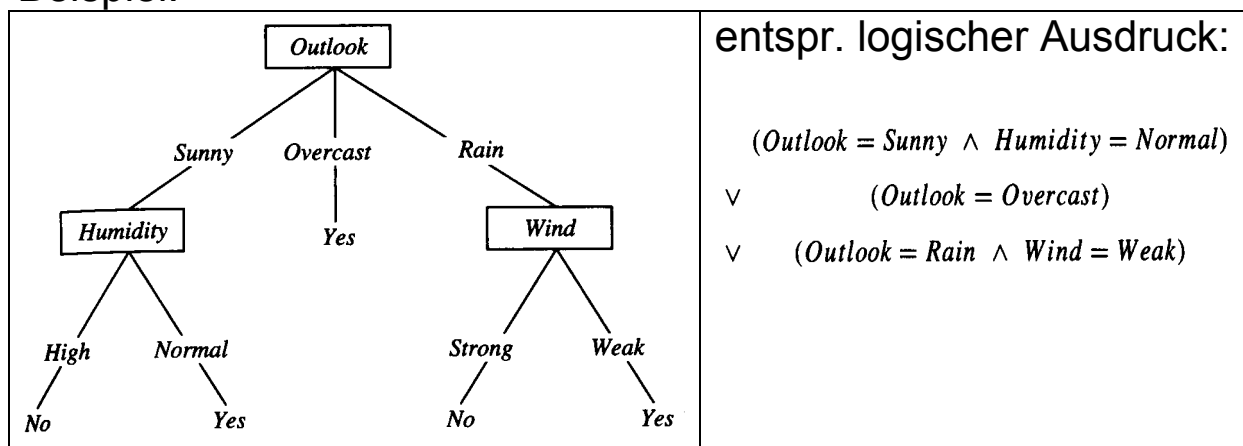 Beispiel:
Outlook
Sunny Overcast Rain
Humidity Yes Wind
High Normal Strong Weak
No Yes No Yes
entspr. logischer Ausdruck:
(Outlook = Sunny ∧ Humidity = Normal)
∨ (Outlook = Overcast)
∨ (Outlook = Rain ∧ Wind = Weak)